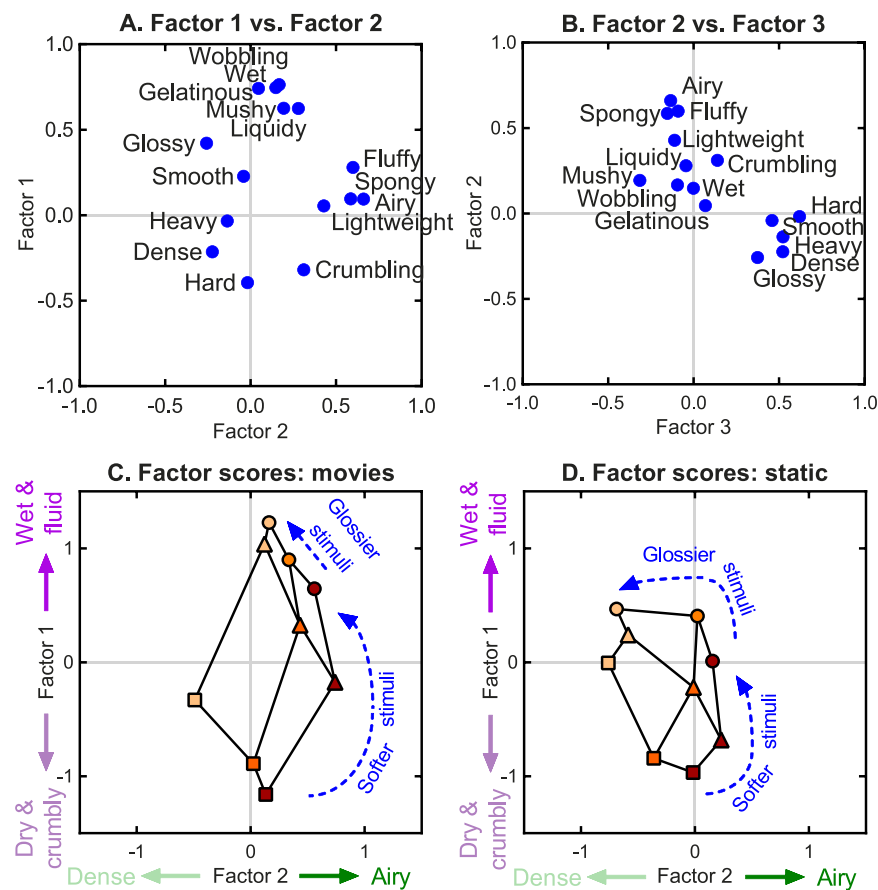 A. Factor 1 vs. Factor 2
1.0
0.5
0.0
-0.5
-1.0
Factor 1
Wobbling
Wet
Gelatinous
Mushy
Liquidy
Glossy
Smooth
Heavy
Dense
Hard
Fluffy
Spongy
Airy
Lightweight
Crumbling
-1.0 -0.5 0.0 0.5 1.0
Factor 2
B. Factor 2 vs. Factor 3
1.0
0.5
0.0
-0.5
-1.0
Factor 2
Airy
Spongy
Fluffy
Lightweight
Liquidy
Crumbling
Mushy
Wobbling
Wet
Gelatinous
Hard
Smooth
Heavy
Dense
Glossy
-1.0 -0.5 0.0 0.5 1.0
Factor 3
C. Factor scores: movies
Wet &
fluid
Factor 1
Dry &
crumbly
1
0
-1
Glossier
stimuli
Softer
stimuli
-1 0 1
Dense Factor 2 Airy
D. Factor scores: static
Wet &
fluid
Factor 1
Dry &
crumbly
1
0
-1
Glossier
stimuli
Softer
stimuli
-1 0 1
Dense Factor 2 Airy